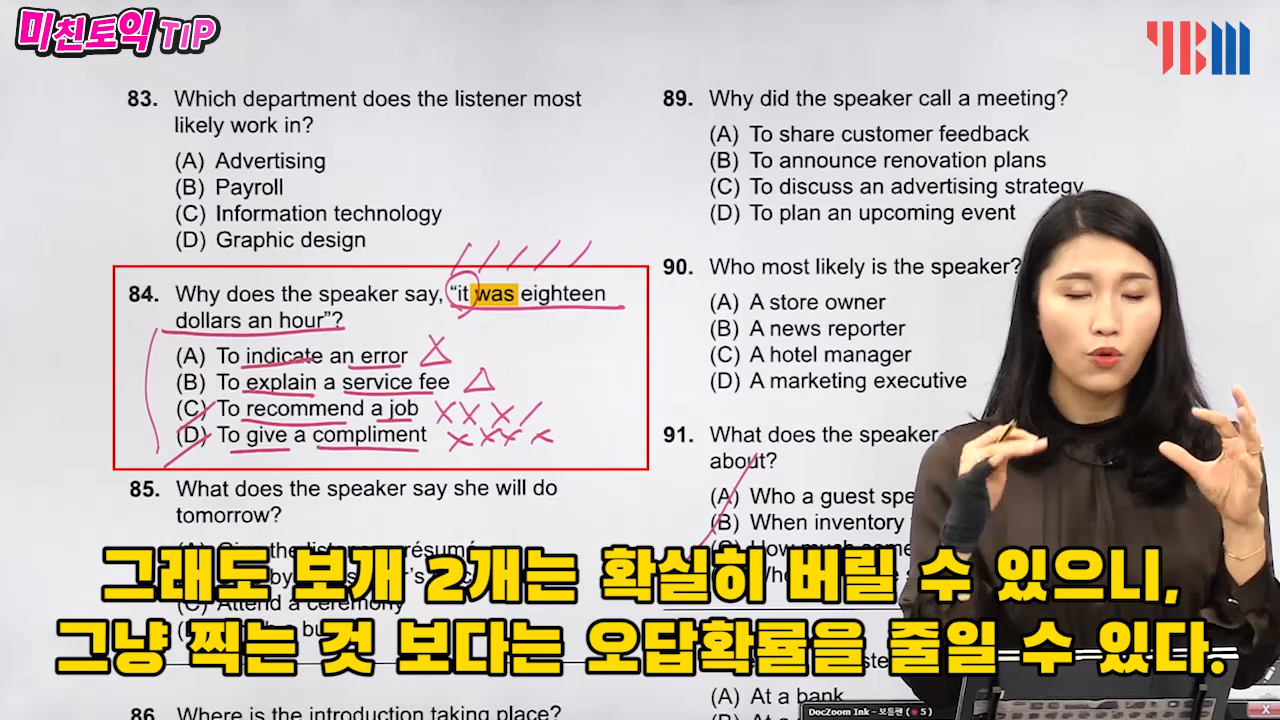 미친토익 TIP
YBM
83. Which department does the listener most
likely work in?
(A) Advertising
(B) Payroll
(C) Information technology
(D) Graphic design
84. Why does the speaker say, “it was eighteen
dollars an hour”?
(A) To indicate an error
(B) To explain a service fee
(C) To recommend a job
(D) To give a compliment
85. What does the speaker say she will do
tomorrow?
(C) Attend a ceremony
86. Where is the introduction taking place?
89. Why did the speaker call a meeting?
(A) To share customer feedback
(B) To announce renovation plans
(C) To discuss an advertising strategy
(D) To plan an upcoming event
90. Who most likely is the speaker?
(A) A store owner
(B) A news reporter
(C) A hotel manager
(D) A marketing executive
91. What does the speaker
about?
(A) Who a guest
(B) When inventory
(A) At a bank
그래도 보개 2개는 확실히 버릴 수 있으니,
그냥 찍는 것 보다는 오답확률을 줄일 수 있다.
DocZoom Ink - 보통펜 ( 5 )